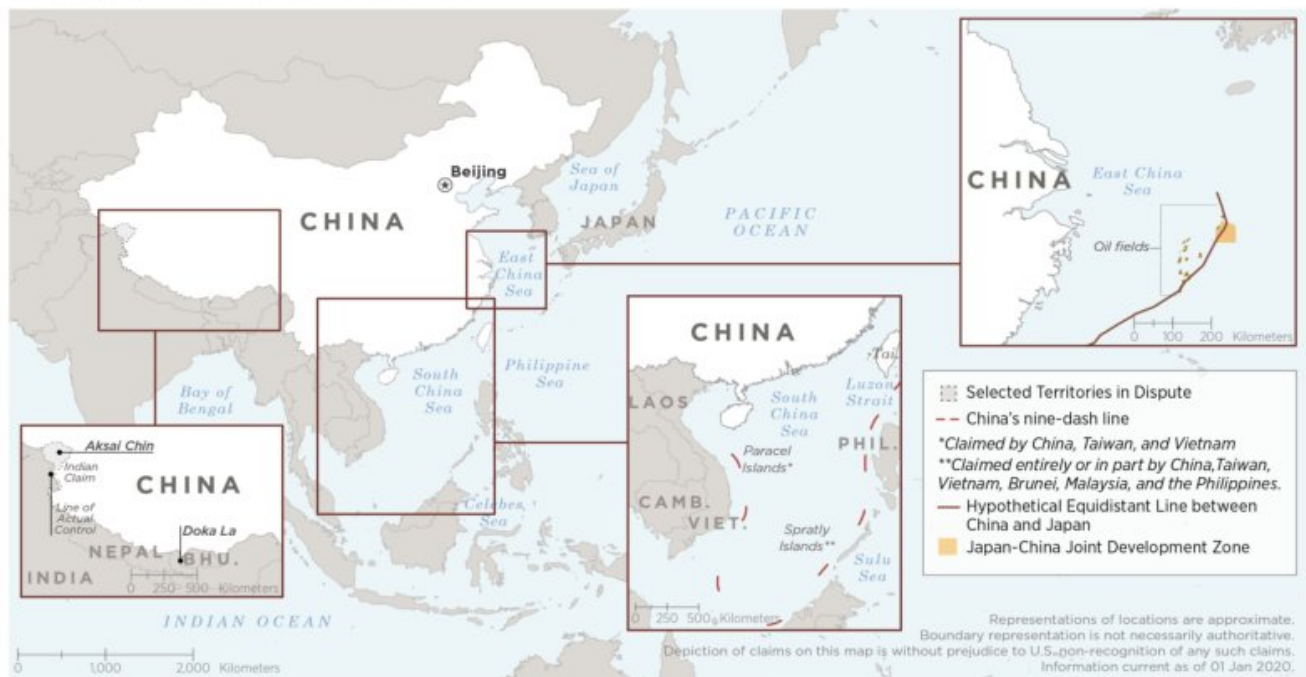 Beijing
Sea of
Japan
JAPAN
PACIFIC
OCEAN
CHINA
East
China
Sea
Philippine
Sea
South
China
Sea
Bay of
Bengal
Celebes
Sea
INDIAN OCEAN
0 1,000 2,000 Kilometers
CHINA
East China
Sea
Oil fields
0 100 200 Kilometers
CHINA
Tai.
LAOS
South
China
Sea
Luzon
Strait
PHIL.
Paracel
Islands*
CAMB.
VIET.
Spratly
Islands**
Sulu
Sea
0 250 500 Kilometers
Aksai Chin
Indian
Claim
CHINA
Line of
Actual
Control
Doka La
NEPAL
BHU.
INDIA
0 250 500 Kilometers
Selected Territories in Dispute
China's nine-dash line
*Claimed by China, Taiwan, and Vietnam
**Claimed entirely or in part by China,Taiwan,
Vietnam, Brunei, Malaysia, and the Philippines.
Hypothetical Equidistant Line between
China and Japan
Japan-China Joint Development Zone
Representations of locations are approximate.
Boundary representation is not necessarily authoritative.
Depiction of claims on this map is without prejudice to U.S. non-recognition of any such claims.
Information current as of 01 Jan 2020.